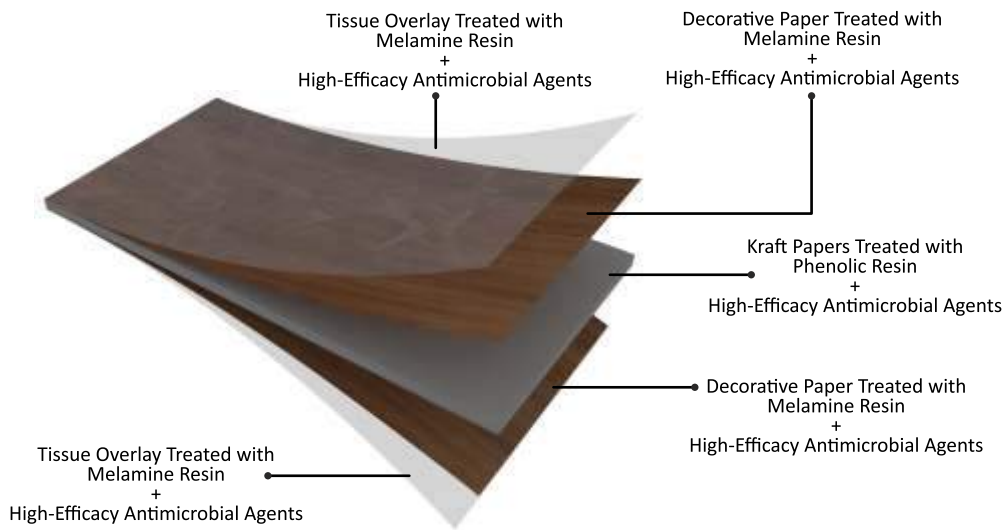 Tissue Overlay Treated with
Melamine Resin
+
High-Efficacy Antimicrobial Agents
Decorative Paper Treated with
Melamine Resin
+
High-Efficacy Antimicrobial Agents
Kraft Papers Treated with
Phenolic Resin
+
High-Efficacy Antimicrobial Agents
Decorative Paper Treated with
Melamine Resin
+
High-Efficacy Antimicrobial Agents
Tissue Overlay Treated with
Melamine Resin
+
High-Efficacy Antimicrobial Agents